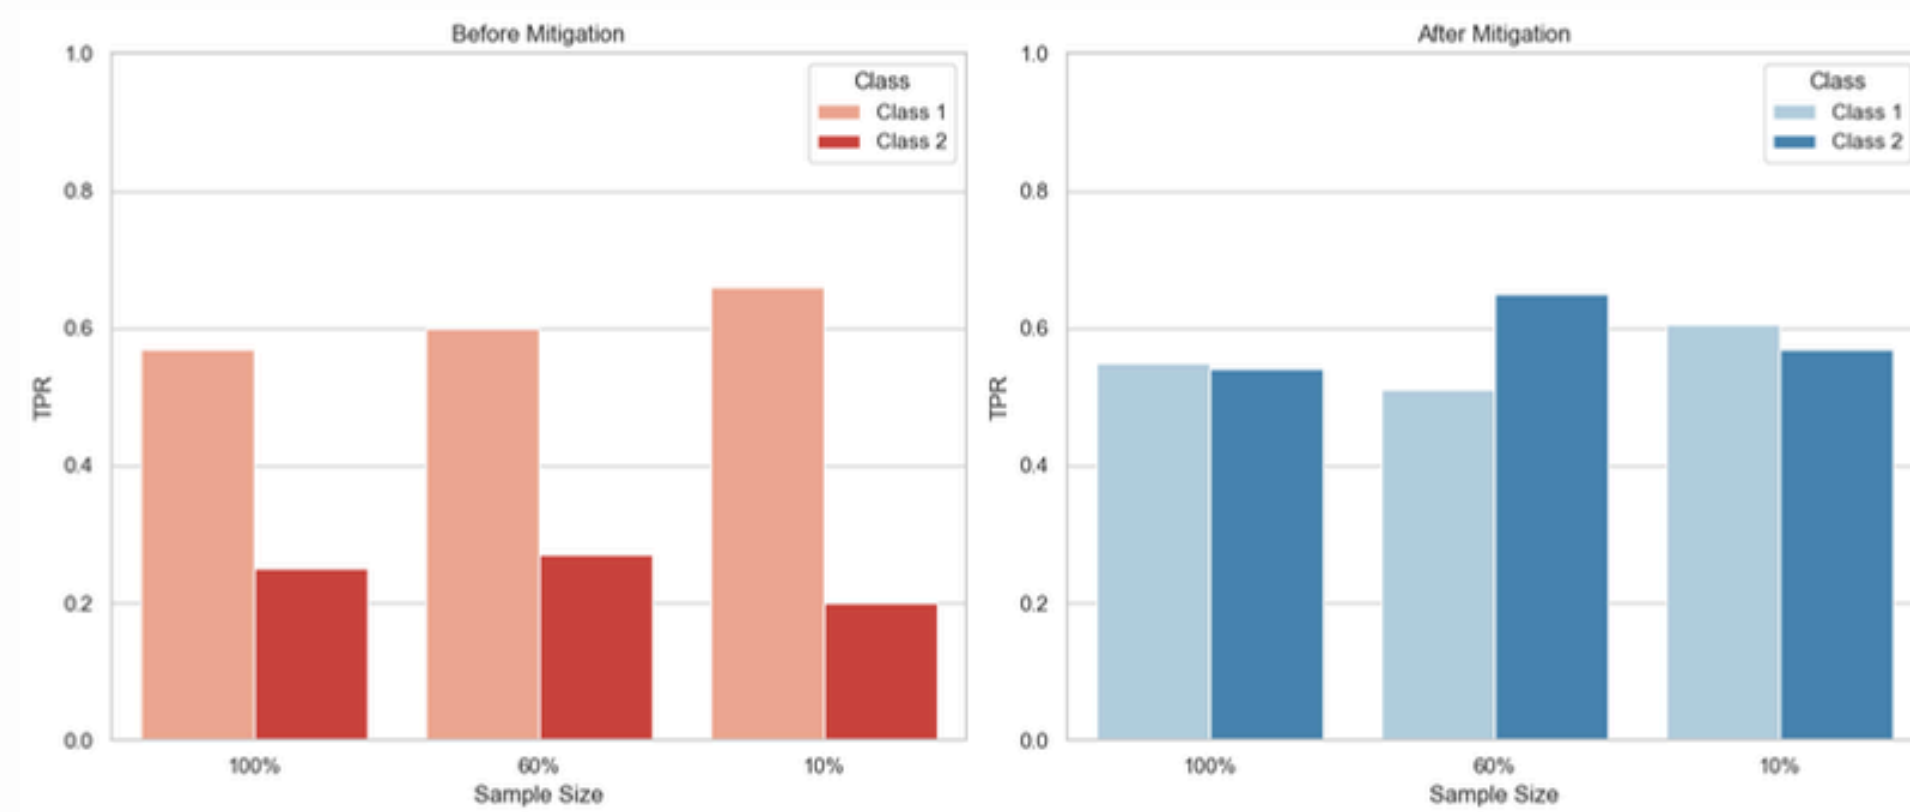 Before Mitigation
1.0
0.8
0.6
0.4
0.2
0.0
TPR
Class
Class 1
Class 2
100%
60%
10%
Sample Size
After Mitigation
1.0
0.8
0.6
0.4
0.2
0.0
TPR
Class
Class 1
Class 2
100%
60%
10%
Sample Size